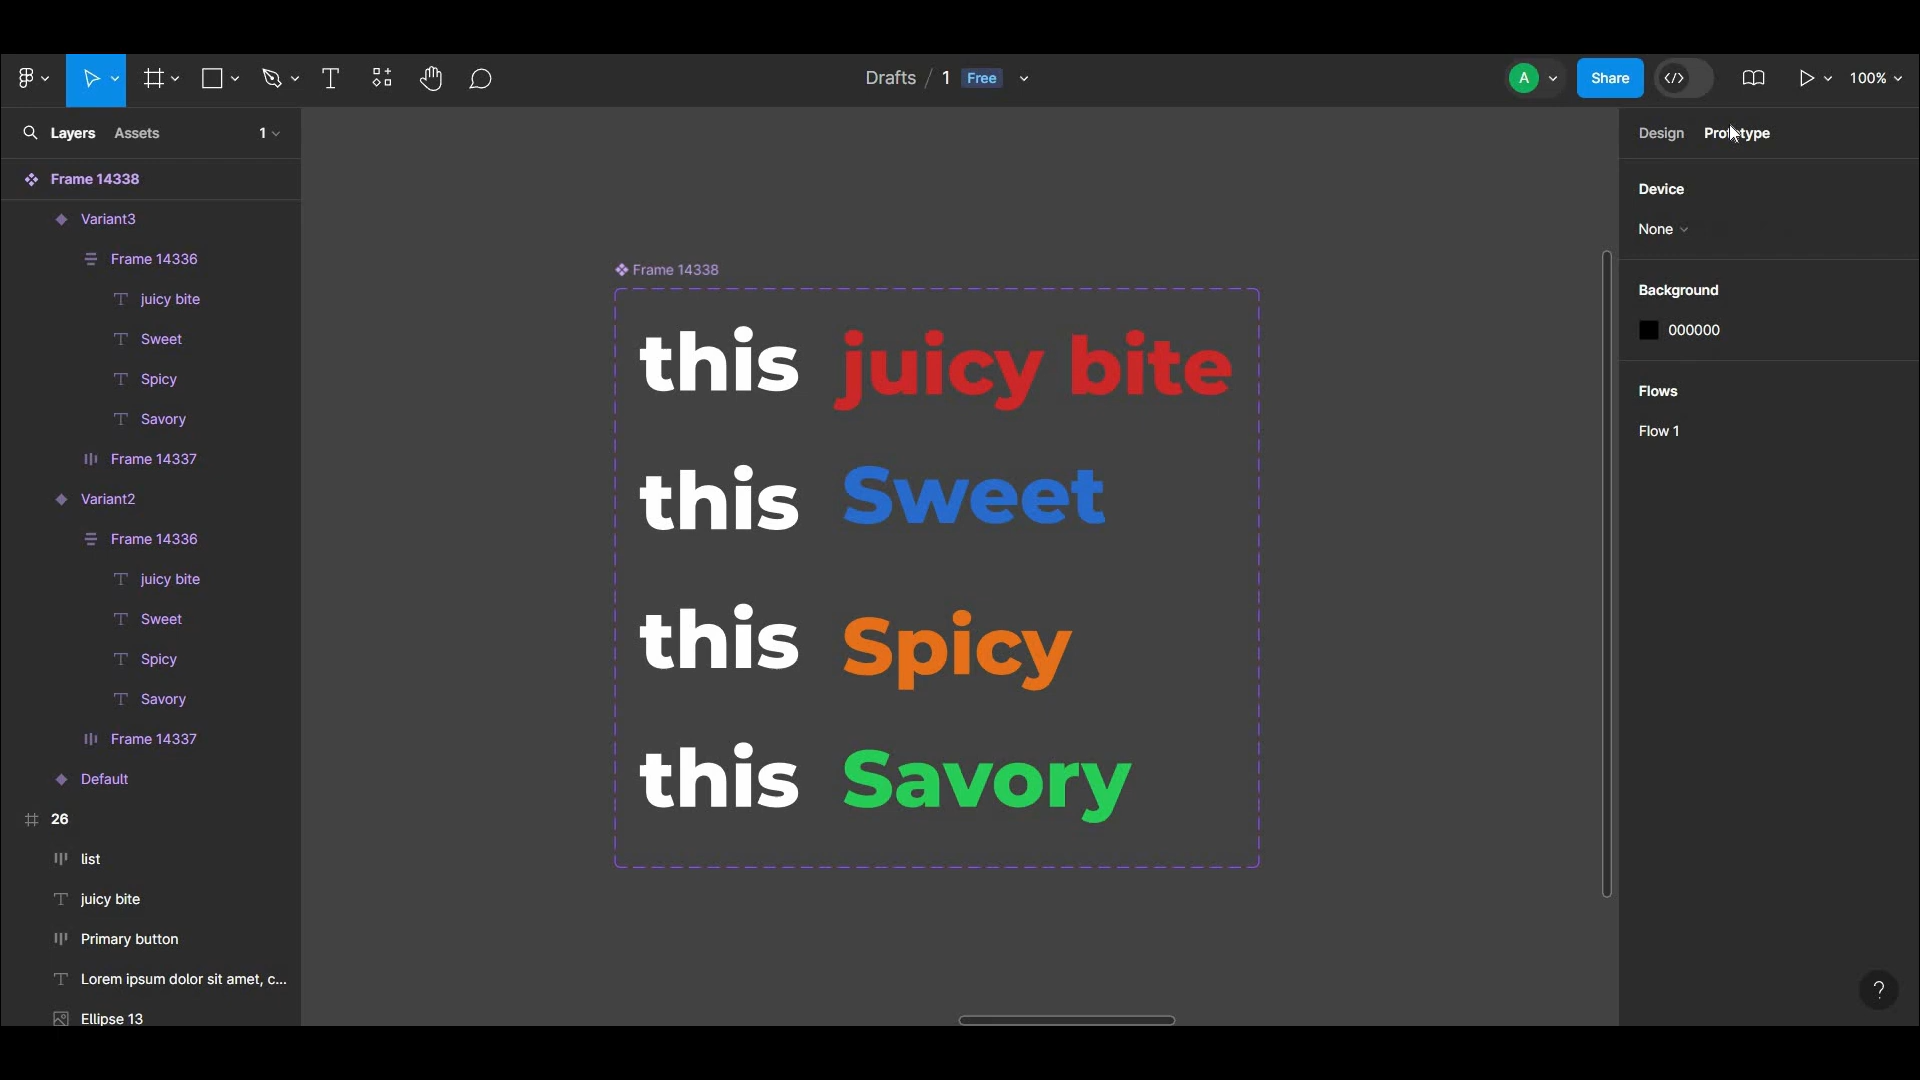 Drafts / 1 Free
A
Share
100%
Layers Assets 1
Design Prototype
Frame 14338
Variant3
Frame 14336
juicy bite
Sweet
Spicy
Savory
Frame 14337
Variant2
Frame 14336
juicy bite
Sweet
Spicy
Savory
Frame 14337
Default
26
list
juicy bite
Primary button
Lorem ipsum dolor sit amet, c...
Ellipse 13
Frame 14338
this juicy bite
this Sweet
this Spicy
this Savory
Device
None
Background
000000
Flows
Flow 1
?